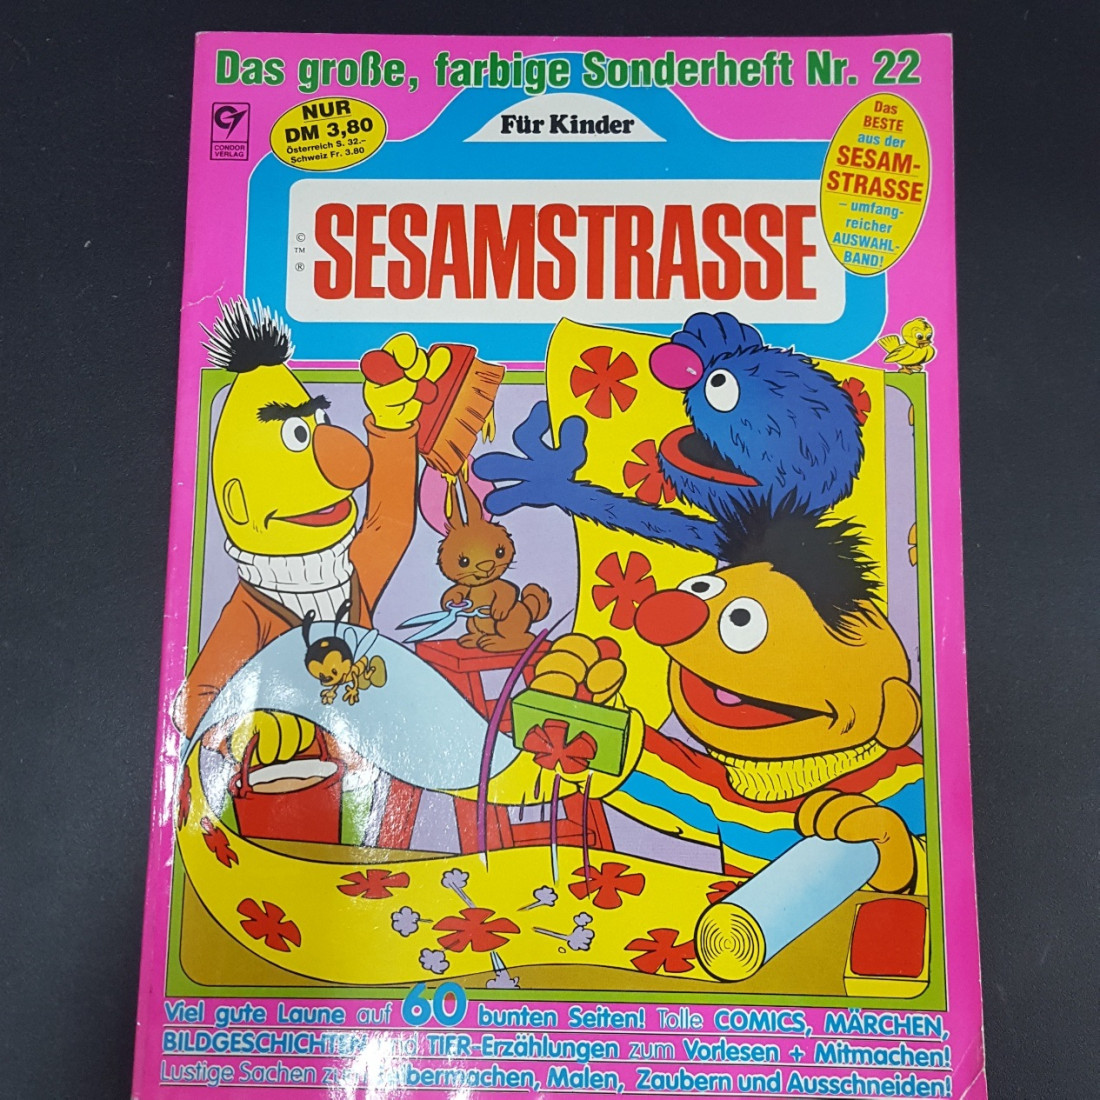 Das große, farbige Sonderheft Nr. 22
CONDOR
VERLAG
NUR
DM 3,80
Österreich S. 32.–
Schweiz Fr. 3.80
Für Kinder
Das
BESTE
aus der
SESAM-
STRASSE
– umfang-
reicher
AUSWAHL-
BAND!
©
TM
®
SESAMSTRASSE
Viel gute Laune auf 60 bunten Seiten! Tolle COMICS, MÄRCHEN,
BILDGESCHICHTEN und TIER-Erzählungen zum Vorlesen + Mitmachen!
Lustige Sachen zum Selbermachen, Malen, Zaubern und Ausschneiden!